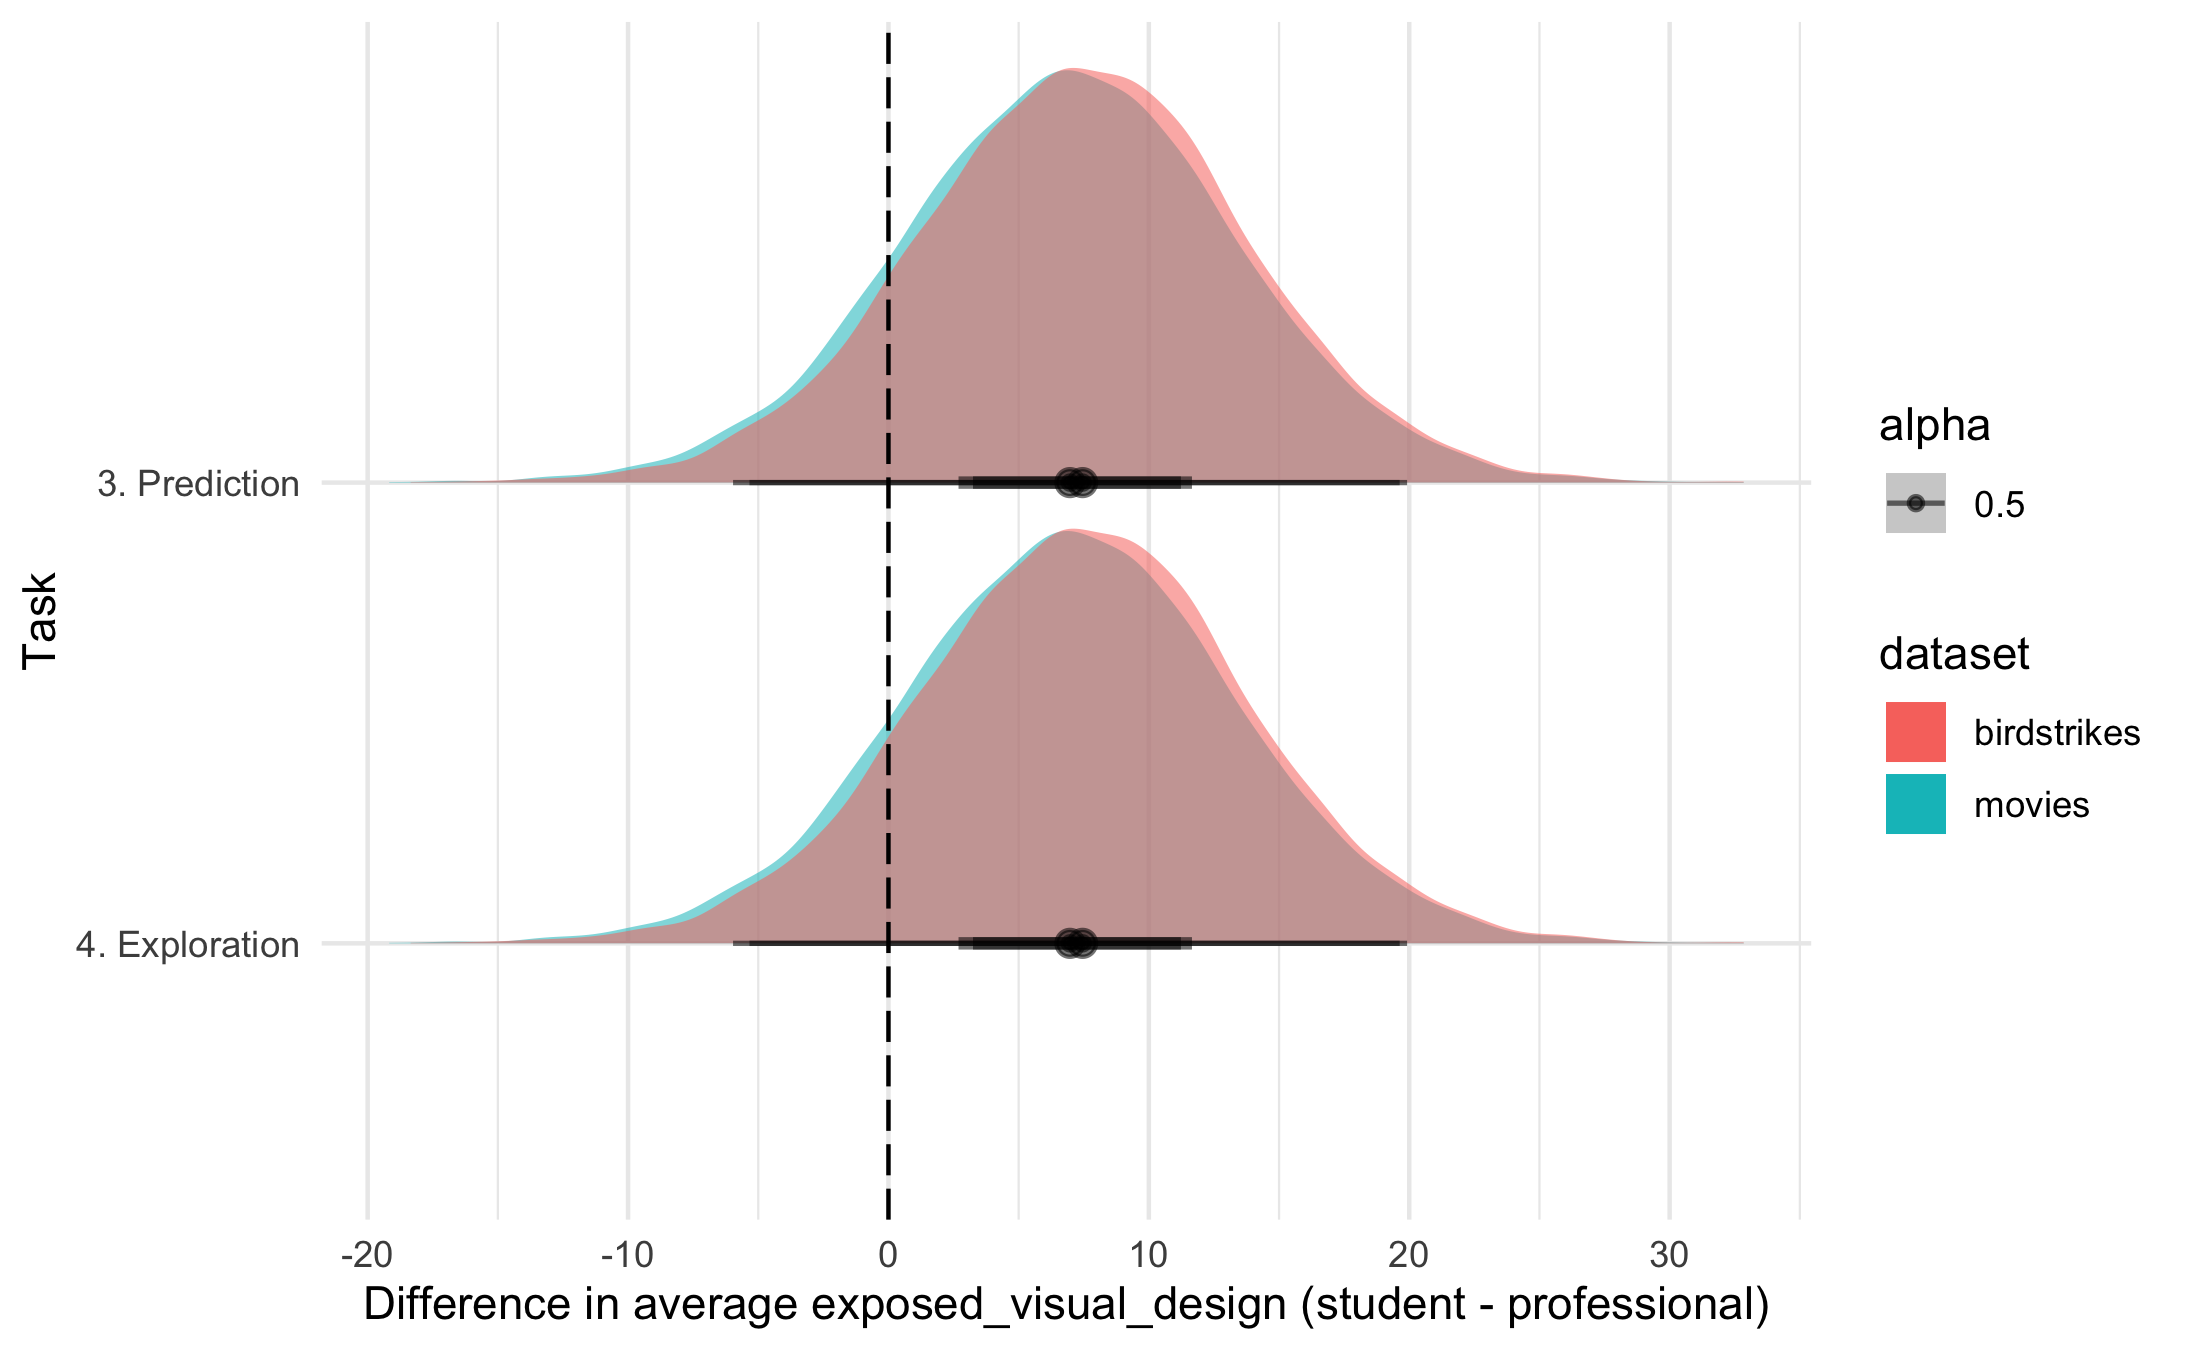 3. Prediction
4. Exploration
Task
-20 -10 0 10 20 30
Difference in average exposed_visual_design (student - professional)
alpha
0.5
dataset
birdstrikes
movies